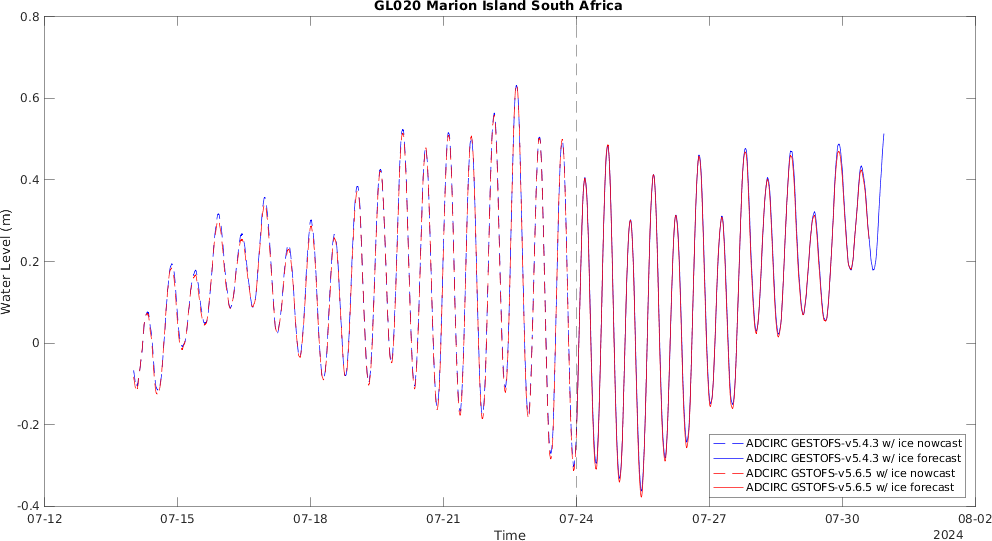 GL020 Marion Island South Africa
0.8
0.6
0.4
0.2
0
-0.2
-0.4
Water Level (m)
ADCIRC GESTOFS-v5.4.3 w/ ice nowcast
ADCIRC GESTOFS-v5.4.3 w/ ice forecast
ADCIRC GSTOFS-v5.6.5 w/ ice nowcast
ADCIRC GSTOFS-v5.6.5 w/ ice forecast
07-12 07-15 07-18 07-21 07-24 07-27 07-30 08-02
Time 2024